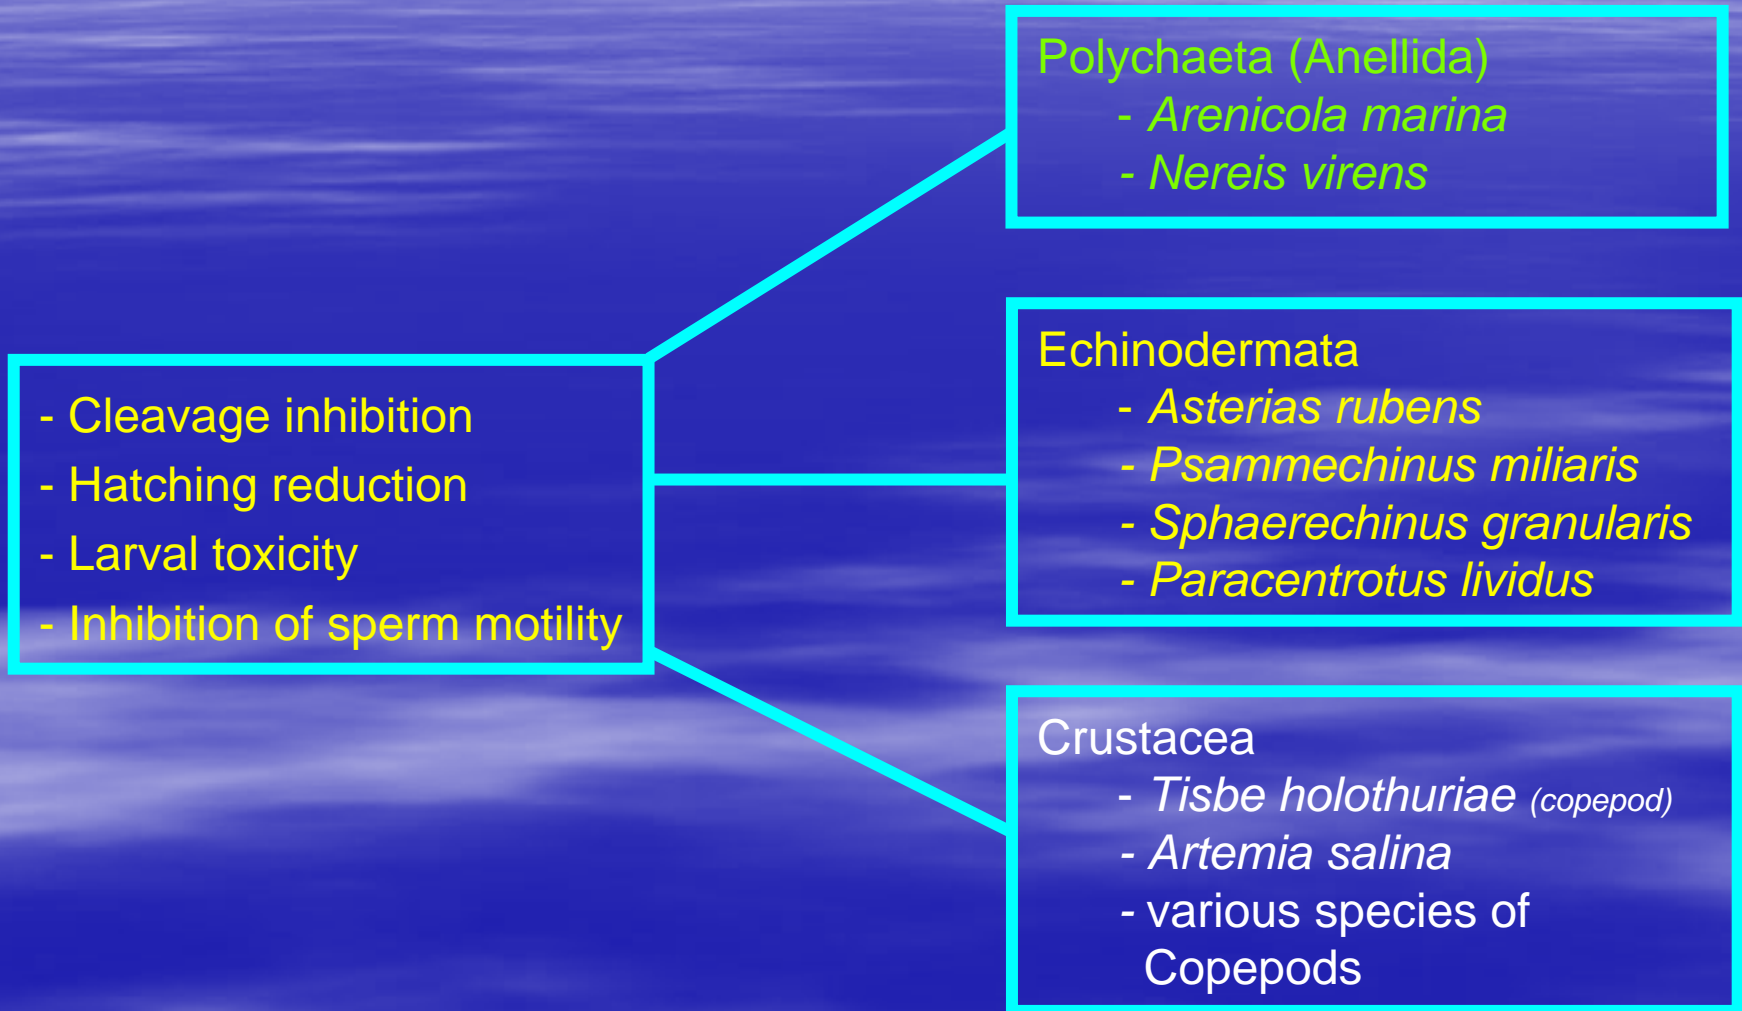 - Cleavage inhibition
- Hatching reduction
- Larval toxicity
- Inhibition of sperm motility
Polychaeta (Anellida)
- Arenicola marina
- Nereis virens
Echinodermata
- Asterias rubens
- Psammechinus miliaris
- Sphaerechinus granularis
- Paracentrotus lividus
Crustacea
- Tisbe holothuriae (copepod)
- Artemia salina
- various species of
Copepods